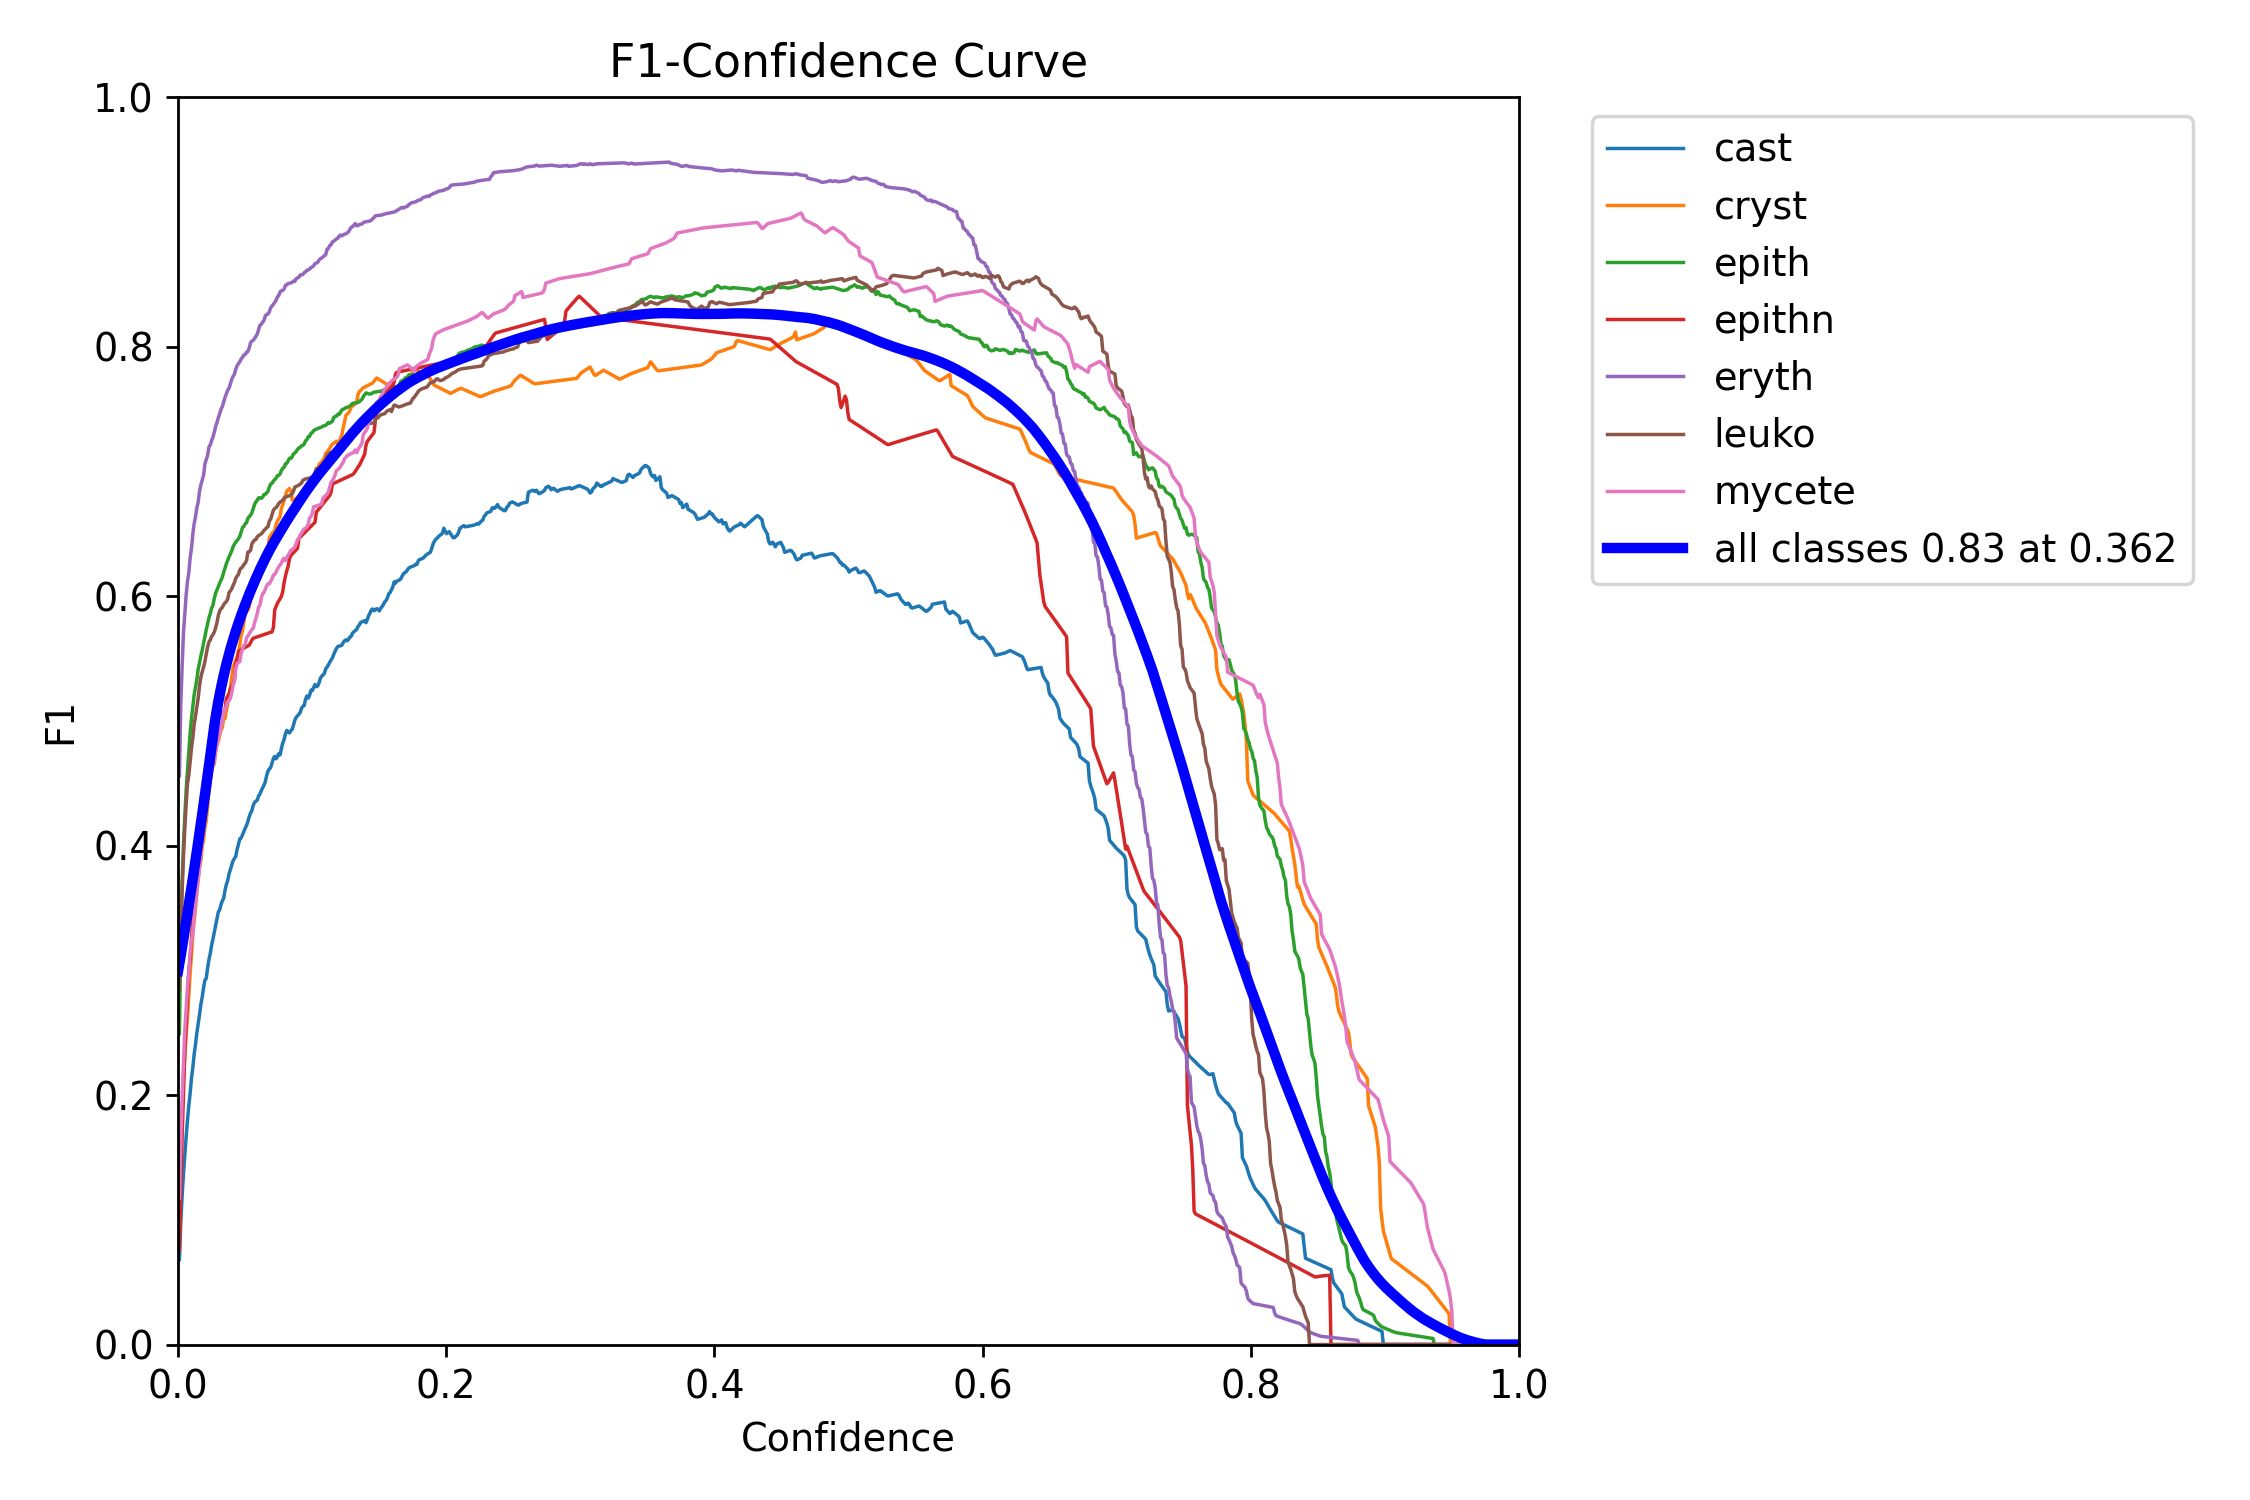 F1-Confidence Curve
1.0
0.8
0.6
0.4
0.2
0.0
F1
0.0 0.2 0.4 0.6 0.8 1.0
Confidence
cast
cryst
epith
epithn
eryth
leuko
mycete
all classes 0.83 at 0.362